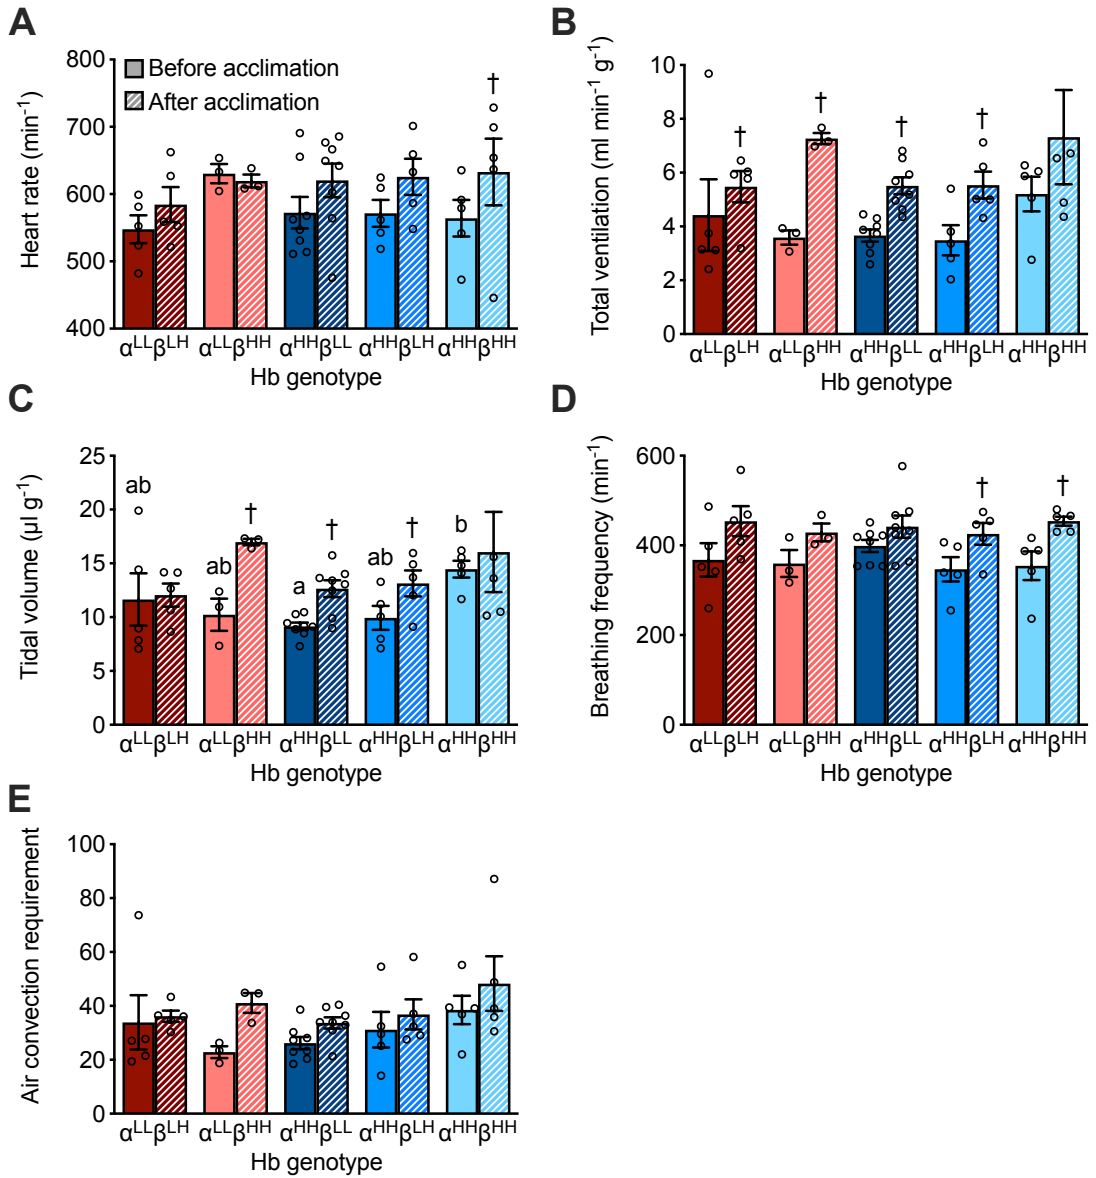 A
Heart rate (min⁻¹)
800
700
600
500
400
Before acclimation
After acclimation
†
αᴸᴸβᴸᴴ αᴸᴸβᴴᴴ αᴴᴴβᴸᴸ αᴴᴴβᴸᴴ αᴴᴴβᴴᴴ
Hb genotype
B
Total ventilation (ml min⁻¹ g⁻¹)
10
8
6
4
2
0
† † † †
αᴸᴸβᴸᴴ αᴸᴸβᴴᴴ αᴴᴴβᴸᴸ αᴴᴴβᴸᴴ αᴴᴴβᴴᴴ
Hb genotype
C
Tidal volume (µl g⁻¹)
25
20
15
10
5
0
ab ab † a † ab † b
αᴸᴸβᴸᴴ αᴸᴸβᴴᴴ αᴴᴴβᴸᴸ αᴴᴴβᴸᴴ αᴴᴴβᴴᴴ
Hb genotype
D
Breathing frequency (min⁻¹)
600
400
200
0
† †
αᴸᴸβᴸᴴ αᴸᴸβᴴᴴ αᴴᴴβᴸᴸ αᴴᴴβᴸᴴ αᴴᴴβᴴᴴ
Hb genotype
E
Air convection requirement
100
80
60
40
20
0
αᴸᴸβᴸᴴ αᴸᴸβᴴᴴ αᴴᴴβᴸᴸ αᴴᴴβᴸᴴ αᴴᴴβᴴᴴ
Hb genotype